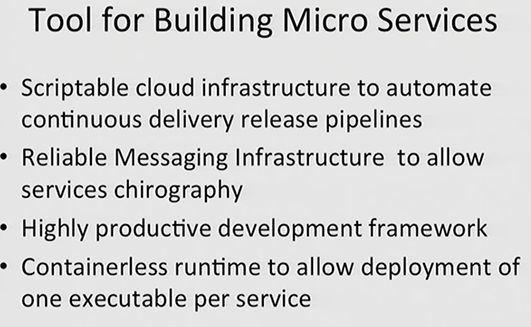 Tool for Building Micro Services
• Scriptable cloud infrastructure to automate
continuous delivery release pipelines
• Reliable Messaging Infrastructure to allow
services chirography
• Highly productive development framework
• Containerless runtime to allow deployment of
one executable per service